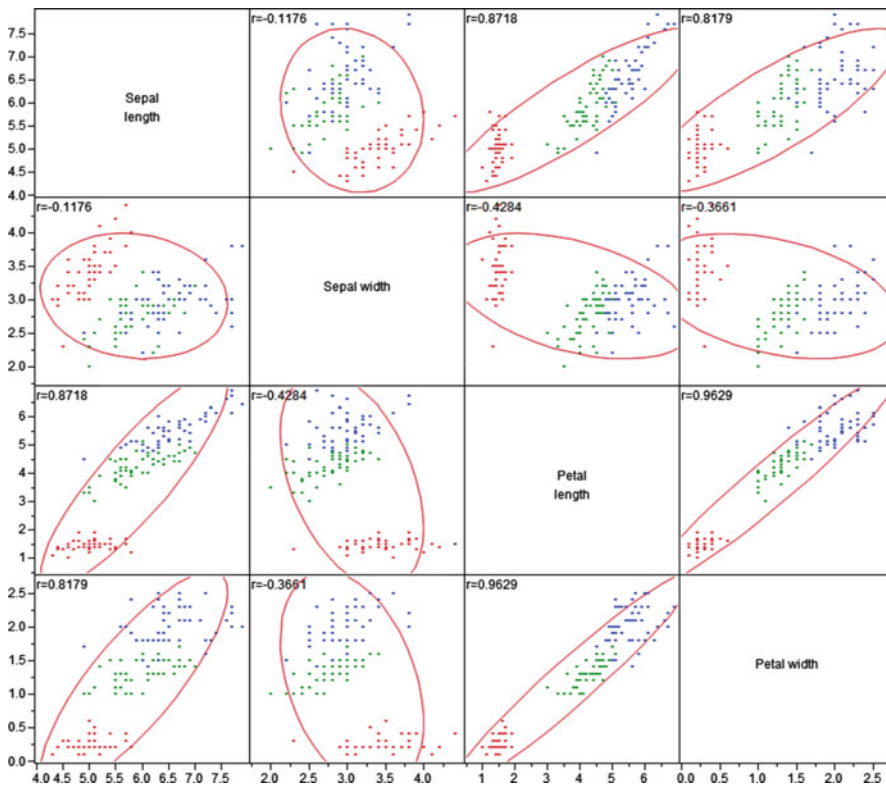 r=-0.1176
r=0.8718
r=0.8179
7.5
7.0
6.5
6.0
5.5
5.0
4.5
4.0
Sepal
length
r=-0.1176
r=-0.4284
r=-0.3661
4.0
3.5
3.0
2.5
2.0
Sepal width
r=0.8718
r=-0.4284
r=0.9629
6
5
4
3
2
1
Petal
length
r=0.8179
r=-0.3661
r=0.9629
2.5
2.0
1.5
1.0
0.5
0.0
Petal width
4.0 4.5 5.0 5.5 6.0 6.5 7.0 7.5
2.0 2.5 3.0 3.5 4.0
1 2 3 4 5 6
0.0 0.5 1.0 1.5 2.0 2.5